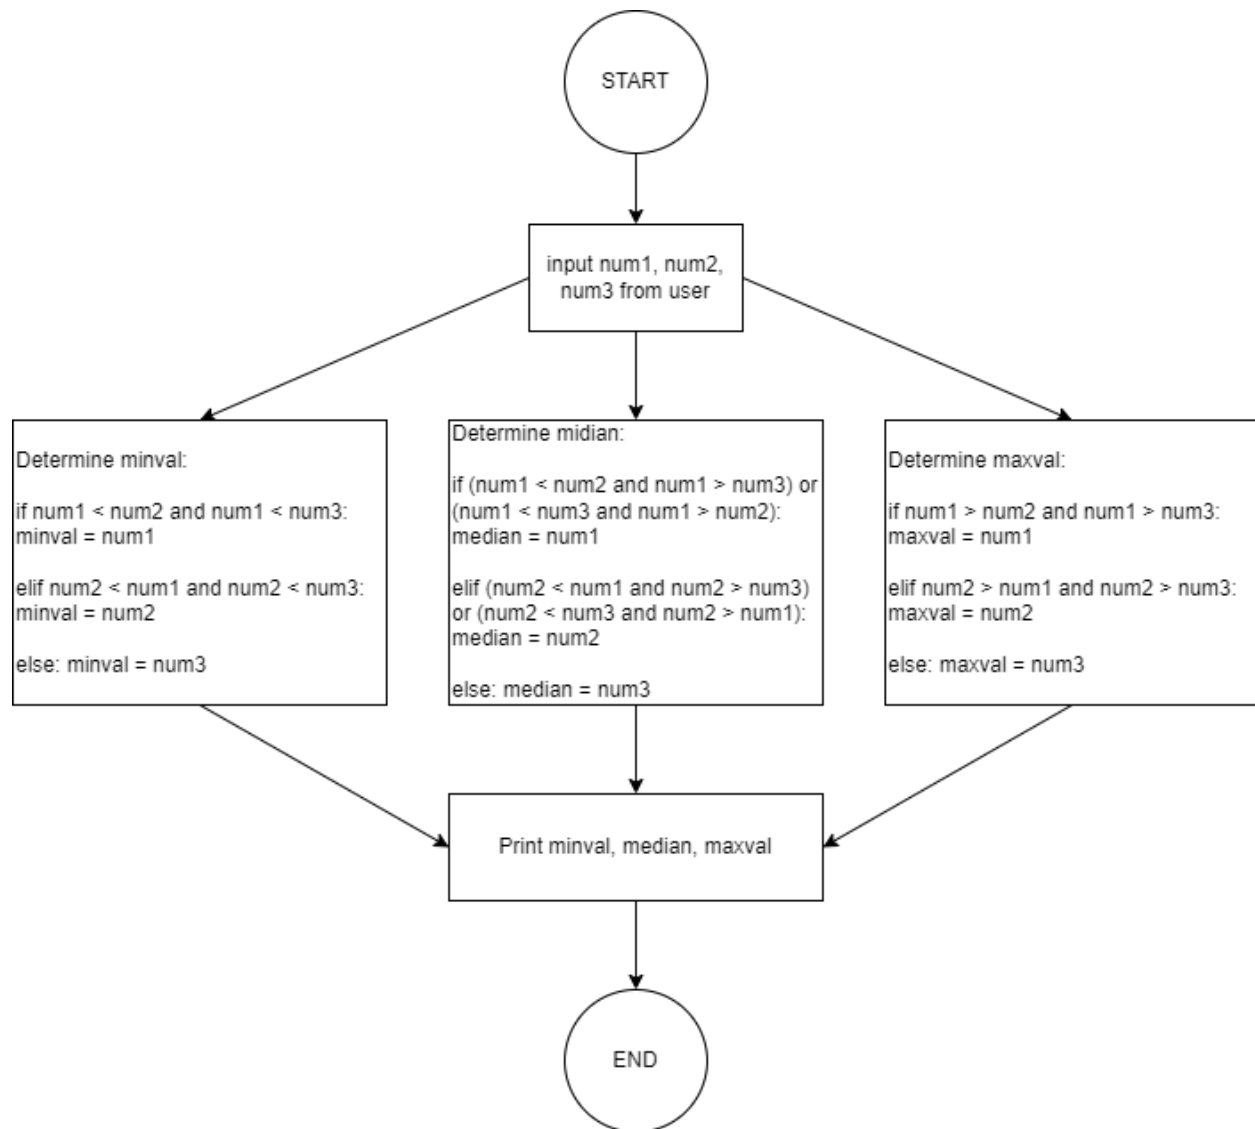 START
input num1, num2,
num3 from user
Determine minval:
if num1 < num2 and num1 < num3:
minval = num1
elif num2 < num1 and num2 < num3:
minval = num2
else: minval = num3
Determine midian:
if (num1 < num2 and num1 > num3) or
(num1 < num3 and num1 > num2):
median = num1
elif (num2 < num1 and num2 > num3)
or (num2 < num3 and num2 > num1):
median = num2
else: median = num3
Determine maxval:
if num1 > num2 and num1 > num3:
maxval = num1
elif num2 > num1 and num2 > num3:
maxval = num2
else: maxval = num3
Print minval, median, maxval
END